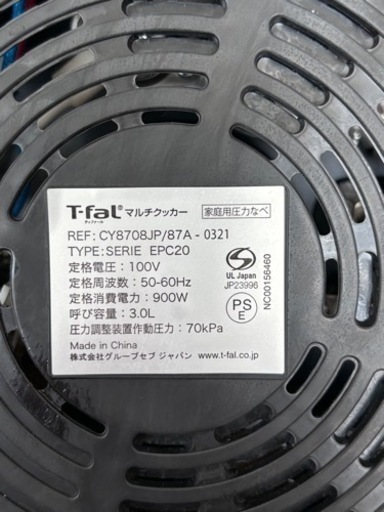 T-faL マルチクッカー 家庭用圧力なべ
ティファール
REF: CY8708JP/87A - 0321
TYPE: SERIE EPC20
定格電圧：100V
定格周波数：50-60Hz
定格消費電力：900W
呼び容量：3.0L
圧力調整装置作動圧力：70kPa
Made in China
株式会社グループセブ ジャパン www.t-fal.co.jp
S
UL Japan
JP23996
PS
E
NC00156460